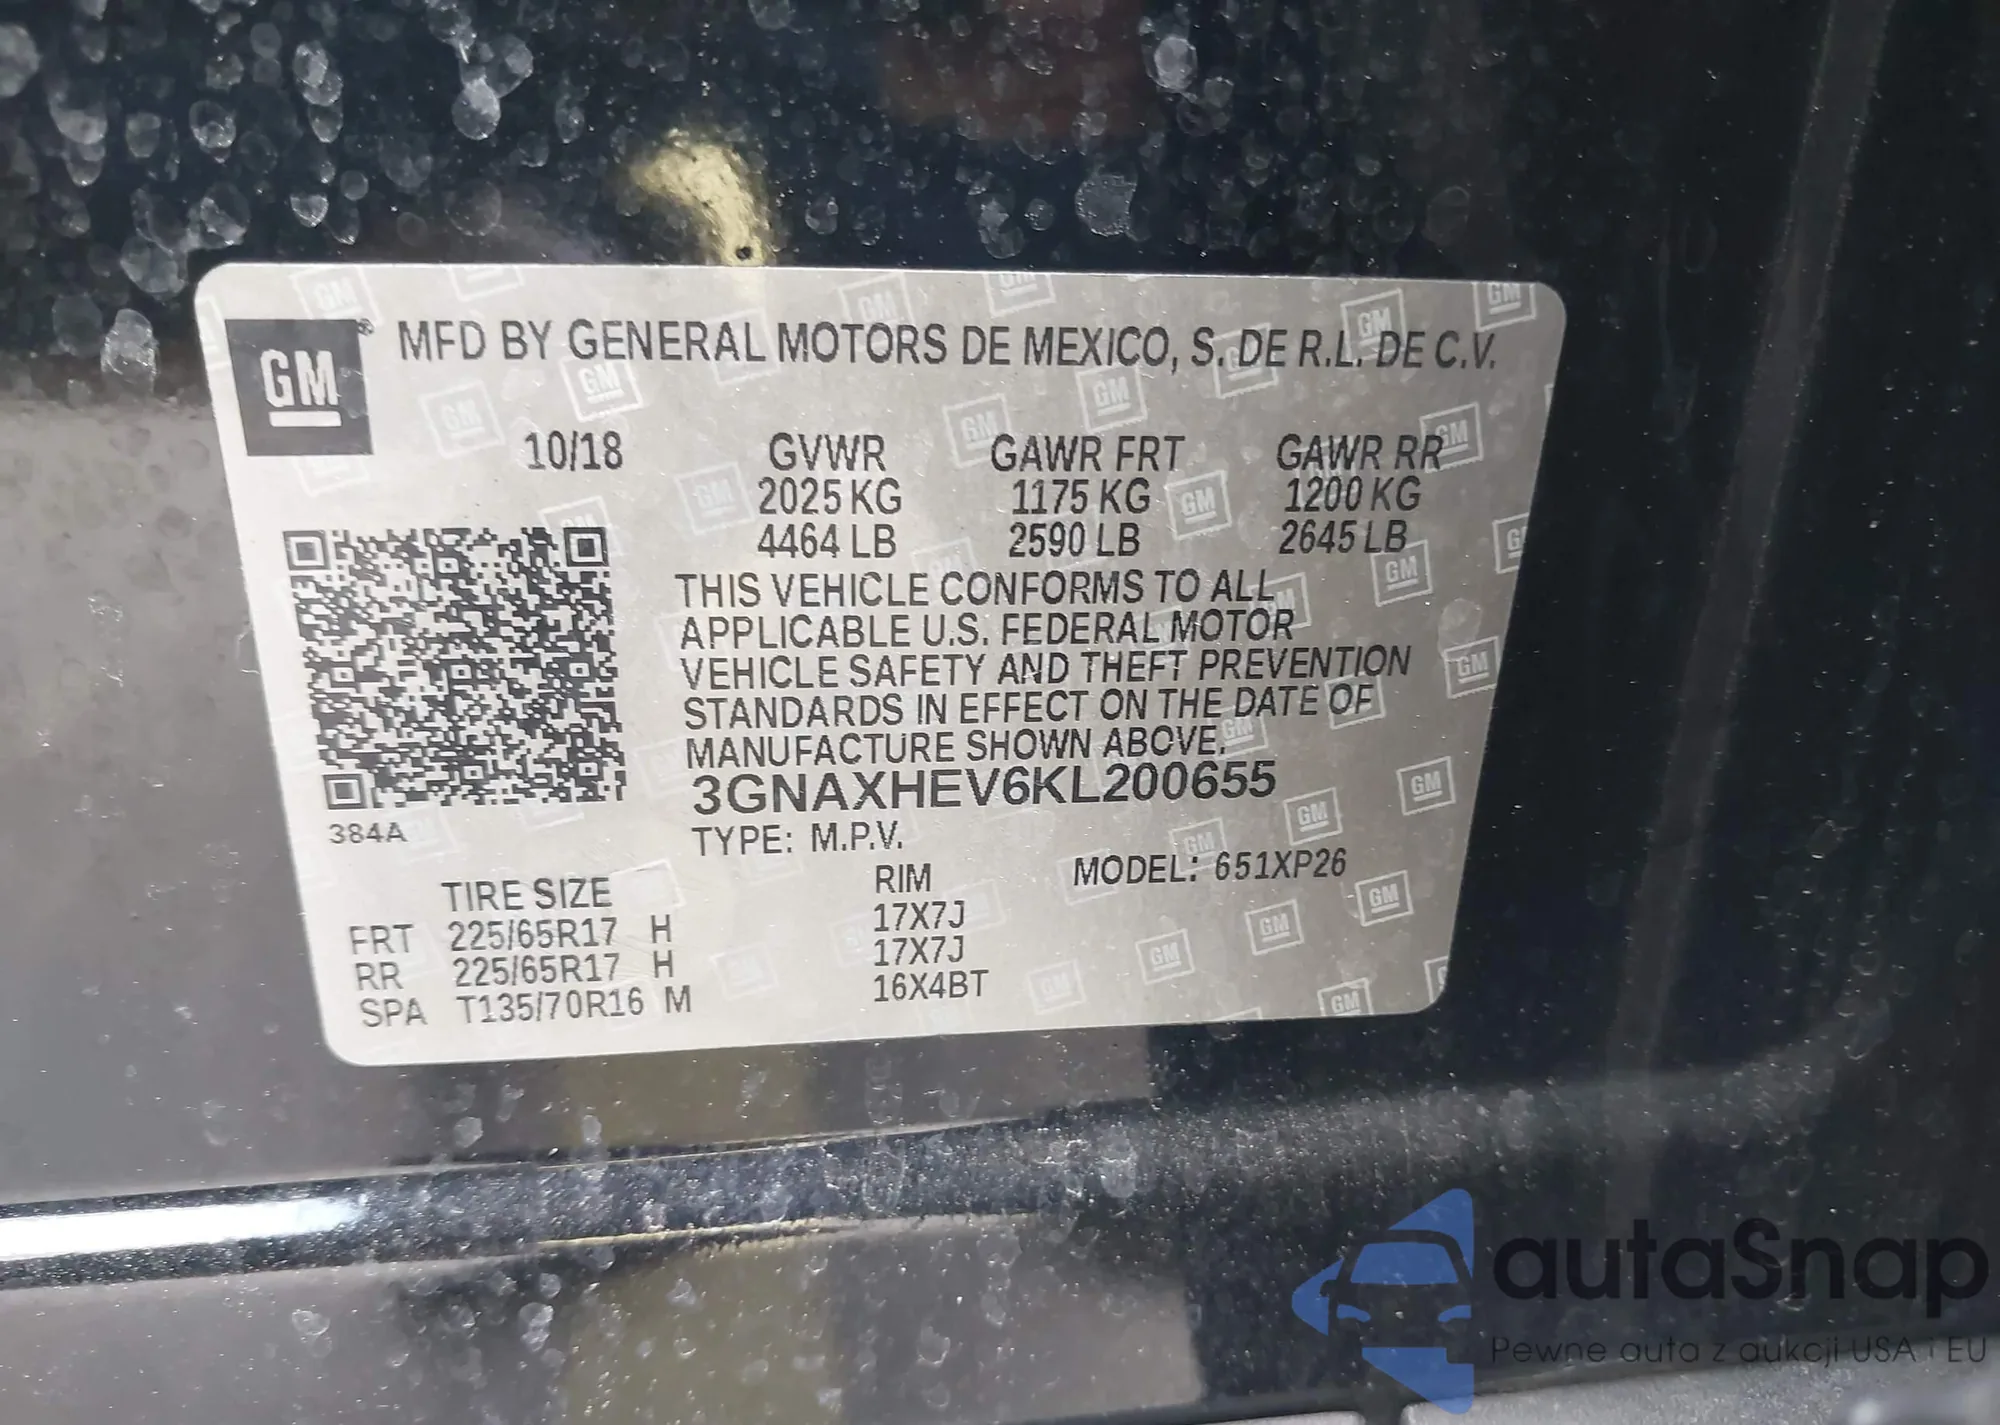 GM® MFD BY GENERAL MOTORS DE MEXICO, S. DE R.L. DE C.V.
10/18 GVWR GAWR FRT GAWR RR
2025 KG 1175 KG 1200 KG
4464 LB 2590 LB 2645 LB
THIS VEHICLE CONFORMS TO ALL
APPLICABLE U.S. FEDERAL MOTOR
VEHICLE SAFETY AND THEFT PREVENTION
STANDARDS IN EFFECT ON THE DATE OF
MANUFACTURE SHOWN ABOVE.
3GNAXHEV6KL200655
384A TYPE: M.P.V.
MODEL: 651XP26
TIRE SIZE RIM
FRT 225/65R17 H 17X7J
RR 225/65R17 H 17X7J
SPA T135/70R16 M 16X4BT
autaSnap
Pewne auta z aukcji USA i EU